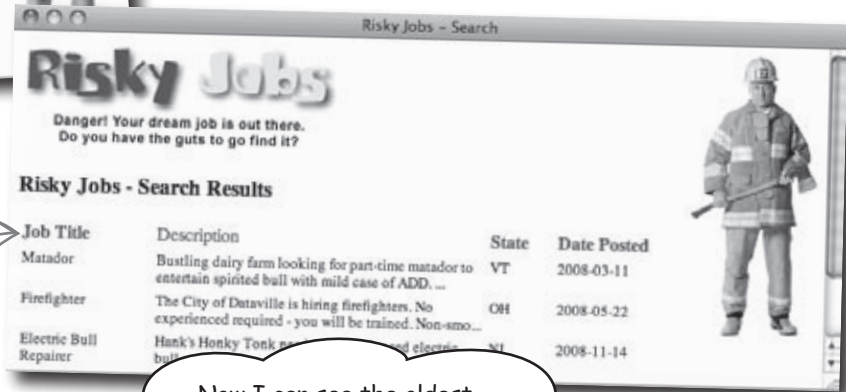 Risky Jobs – Search
Risky Jobs
Danger! Your dream job is out there.
Do you have the guts to go find it?
Risky Jobs - Search Results
Job Title Description State Date Posted
Matador Bustling dairy farm looking for part-time matador to entertain spirited bull with mild case of ADD. ... VT 2008-03-11
Firefighter The City of Dataville is hiring firefighters. No experienced required - you will be trained. Non-smo... OH 2008-05-22
Electric Bull Repairer Hank's Honky Tonk electric bull NJ 2008-11-14
Now I can see the oldest